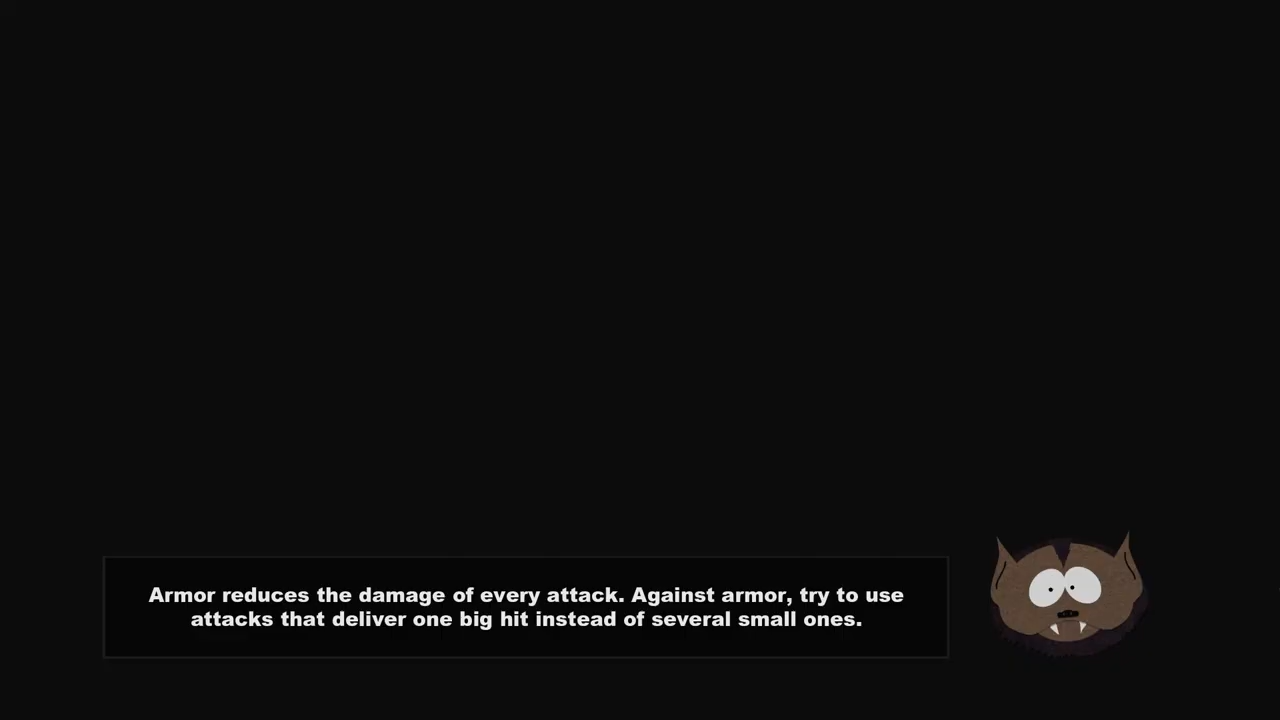 Armor reduces the damage of every attack. Against armor, try to use
attacks that deliver one big hit instead of several small ones.